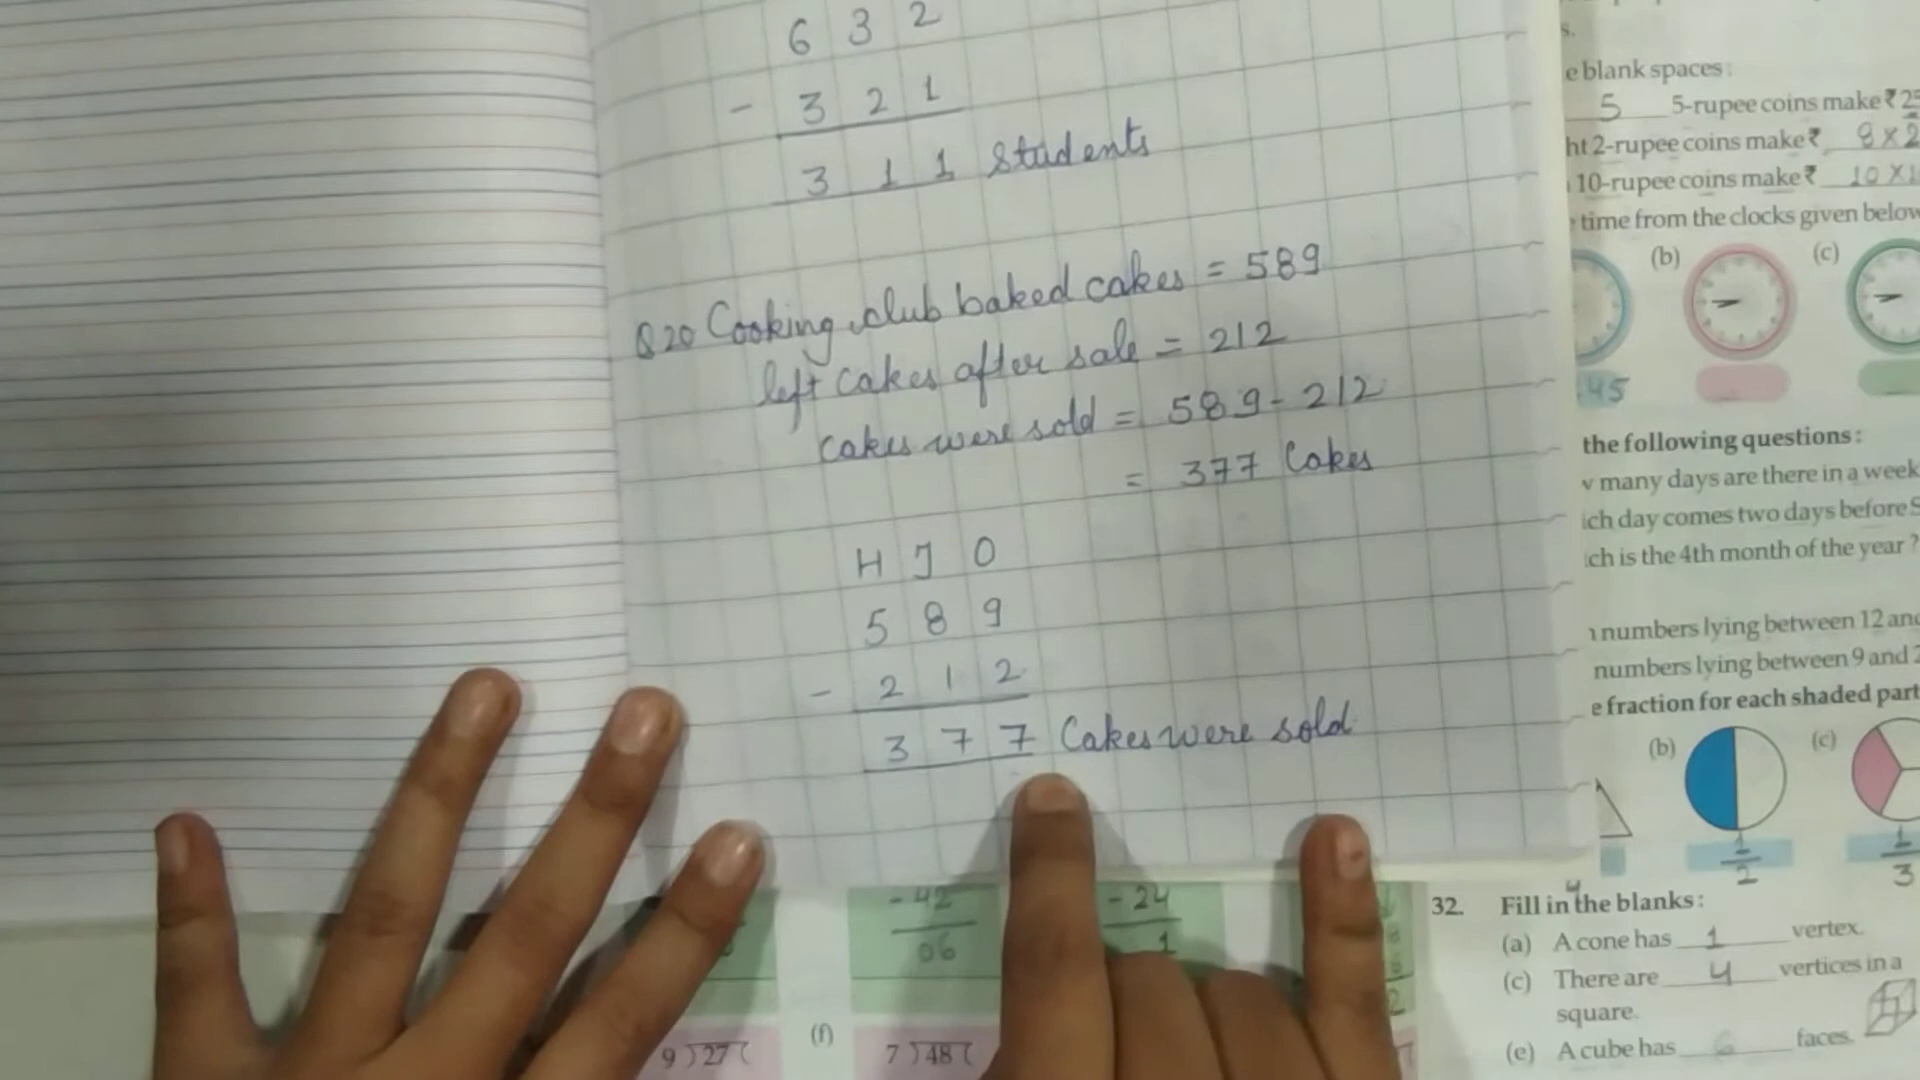 6 3 2
- 3 2 1
3 1 1 Students
Q20 Cooking club baked cakes = 589
left cakes after sale = 212
cakes were sold = 589 - 212
= 377 Cakes
H T O
5 8 9
- 2 1 2
3 7 7 Cakes were sold
s.
e blank spaces:
5 5-rupee coins make ₹ 25
ht 2-rupee coins make ₹ 8 × 2
10-rupee coins make ₹ 10 × 1
time from the clocks given below
(b) (c)
45
the following questions:
v many days are there in a week
ich day comes two days before S
ch is the 4th month of the year?
numbers lying between 12 and
numbers lying between 9 and 2
e fraction for each shaded part
(b) (c)
1/2 1/3
- 42
06
- 24
1
(f)
9)27(
7)48(
32. Fill in the blanks:
(a) A cone has 1 vertex.
(c) There are 4 vertices in a
square.
(e) A cube has 6 faces.